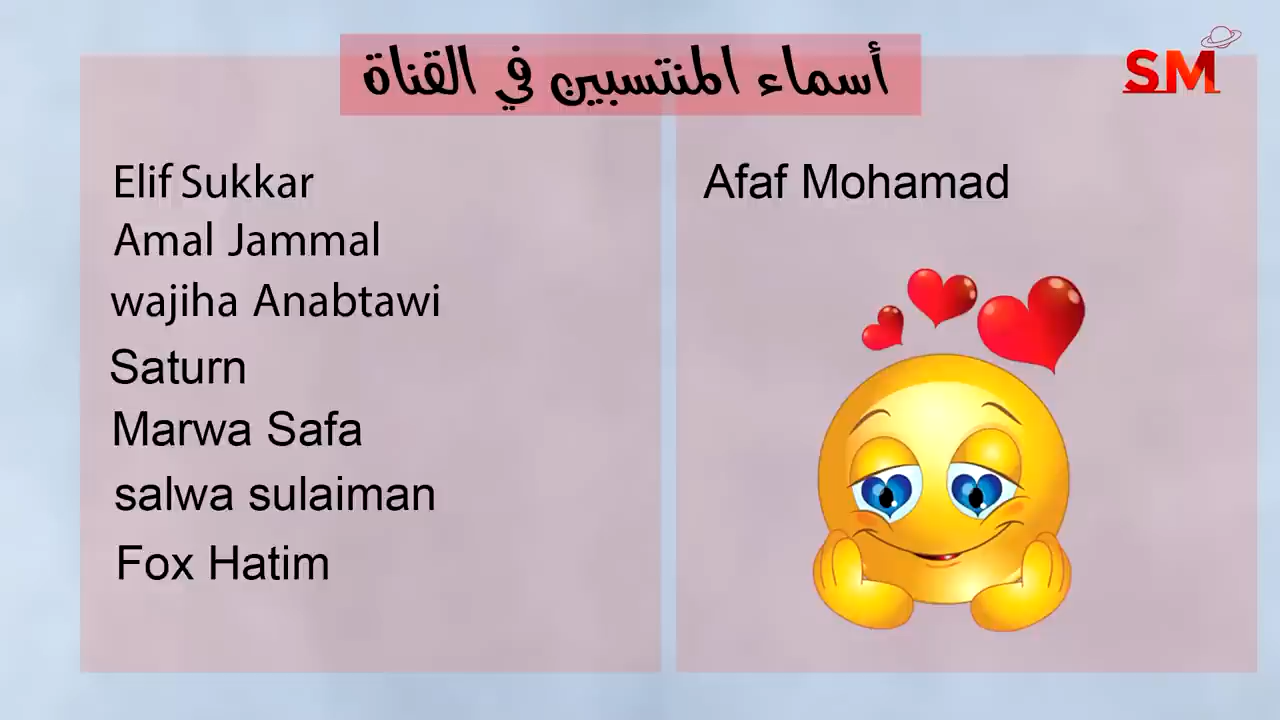 أسماء المنتسبين في القناة
SM
Elif Sukkar
Amal Jammal
wajiha Anabtawi
Saturn
Marwa Safa
salwa sulaiman
Fox Hatim
Afaf Mohamad